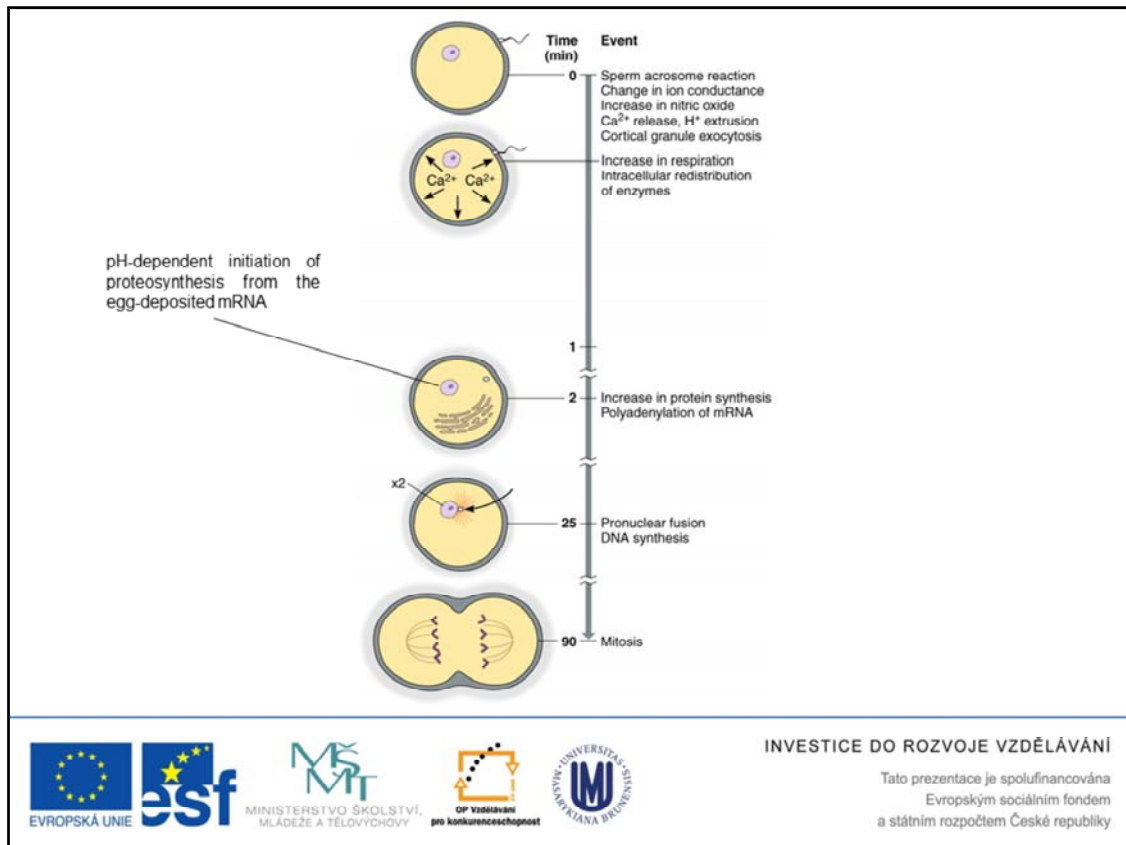 Time Event
(min)
0 Sperm acrosome reaction
Change in ion conductance
Increase in nitric oxide
Ca²⁺ release, H⁺ extrusion
Cortical granule exocytosis
Increase in respiration
Intracellular redistribution
of enzymes
Ca²⁺ Ca²⁺
pH-dependent initiation of
proteosynthesis from the
egg-deposited mRNA
1
2 Increase in protein synthesis
Polyadenylation of mRNA
x2
25 Pronuclear fusion
DNA synthesis
90 Mitosis
EVROPSKÁ UNIE
esf
MŠMT
MINISTERSTVO ŠKOLSTVÍ,
MLÁDEŽE A TĚLOVÝCHOVY
OP Vzdělávání
pro konkurenceschopnost
UNIVERSITAS
MASARYKIANA BRUNENSIS
INVESTICE DO ROZVOJE VZDĚLÁVÁNÍ
Tato prezentace je spolufinancována
Evropským sociálním fondem
a státním rozpočtem České republiky